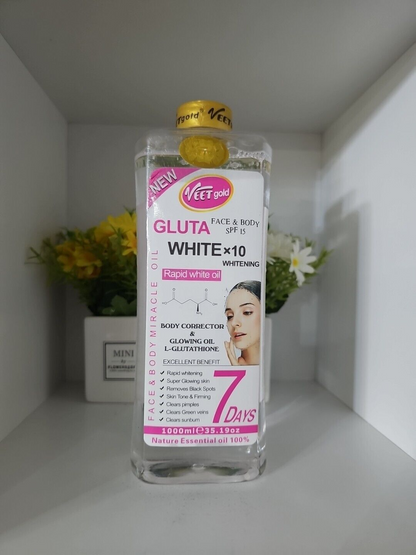 VEET gold
NEW
VEET gold
GLUTA
FACE & BODY
SPF 15
WHITE×10
WHITENING
Rapid white oil
FACE & BODY MIRACLE OIL
BODY CORRECTOR
&
GLOWING OIL
L-GLUTATHIONE
EXCELLENT BENEFIT
Rapid whitening
Super Glowing skin
Removes Black Spots
Skin Tone & Firming
Clears pimples
Clears Green veins
Clears sunburn
7 DAYS
1000ml℮35.19oz
Nature Essential oil 100%
MINI